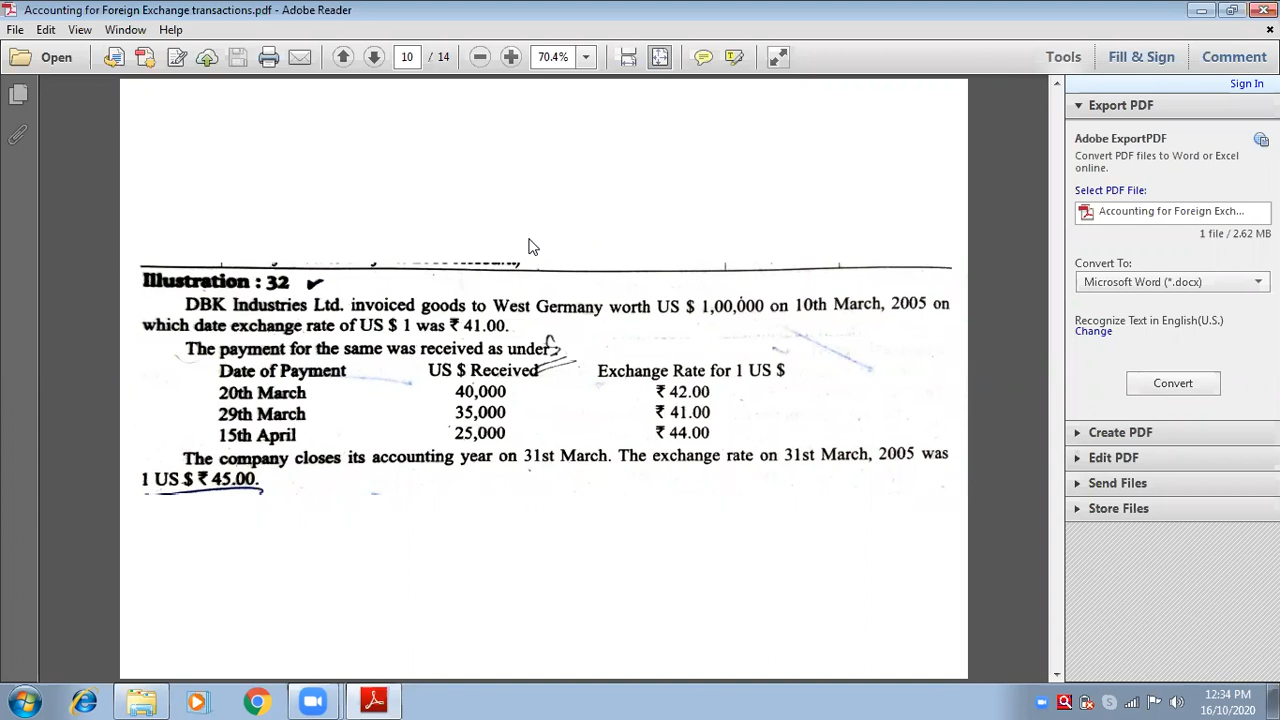 Accounting for Foreign Exchange transactions.pdf - Adobe Reader
File Edit View Window Help
Open 10 / 14 70.4% Tools Fill & Sign Comment
Sign In
Export PDF
Adobe ExportPDF
Convert PDF files to Word or Excel
online.
Select PDF File:
Accounting for Foreign Exch...
1 file / 2.62 MB
Convert To:
Microsoft Word (*.docx)
Recognize Text in English(U.S.)
Change
Convert
Create PDF
Edit PDF
Send Files
Store Files
Illustration : 32
DBK Industries Ltd. invoiced goods to West Germany worth US $ 1,00,000 on 10th March, 2005 on
which date exchange rate of US $ 1 was ₹ 41.00.
The payment for the same was received as under
Date of Payment US $ Received Exchange Rate for 1 US $
20th March 40,000 ₹ 42.00
29th March 35,000 ₹ 41.00
15th April 25,000 ₹ 44.00
The company closes its accounting year on 31st March. The exchange rate on 31st March, 2005 was
1 US $ ₹ 45.00.
12:34 PM
16/10/2020